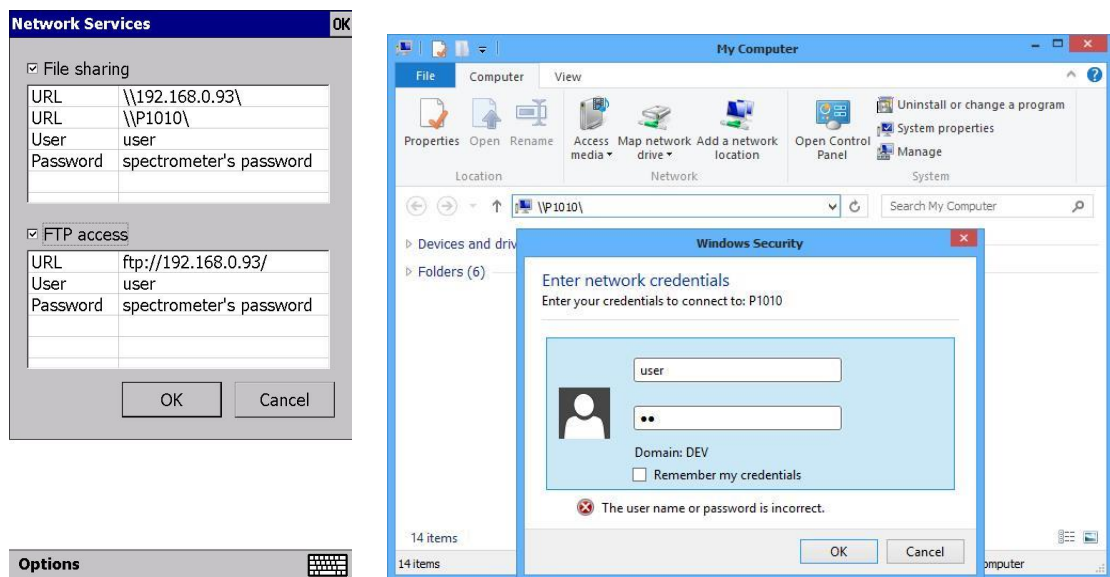 Network Services OK
File sharing
URL \\192.168.0.93\
URL \\P1010\
User user
Password spectrometer's password
FTP access
URL ftp://192.168.0.93/
User user
Password spectrometer's password
OK Cancel
Options
My Computer
File Computer View
Properties Open Rename
Location
Access media Map network drive Add a network location
Network
Open Control Panel
Uninstall or change a program
System properties
Manage
System
\\P1010\ Search My Computer
Devices and driv
Folders (6)
Windows Security
Enter network credentials
Enter your credentials to connect to: P1010
user
••
Domain: DEV
Remember my credentials
The user name or password is incorrect.
OK Cancel
14 items
14 items omputer